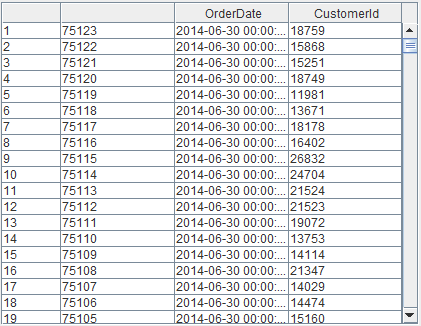 OrderDate CustomerId
1 75123 2014-06-30 00:00:... 18759
2 75122 2014-06-30 00:00:... 15868
3 75121 2014-06-30 00:00:... 15251
4 75120 2014-06-30 00:00:... 18749
5 75119 2014-06-30 00:00:... 11981
6 75118 2014-06-30 00:00:... 13671
7 75117 2014-06-30 00:00:... 18178
8 75116 2014-06-30 00:00:... 16402
9 75115 2014-06-30 00:00:... 26832
10 75114 2014-06-30 00:00:... 24704
11 75113 2014-06-30 00:00:... 21524
12 75112 2014-06-30 00:00:... 21523
13 75111 2014-06-30 00:00:... 19072
14 75110 2014-06-30 00:00:... 13753
15 75109 2014-06-30 00:00:... 14114
16 75108 2014-06-30 00:00:... 21347
17 75107 2014-06-30 00:00:... 14029
18 75106 2014-06-30 00:00:... 14474
19 75105 2014-06-30 00:00:... 15160